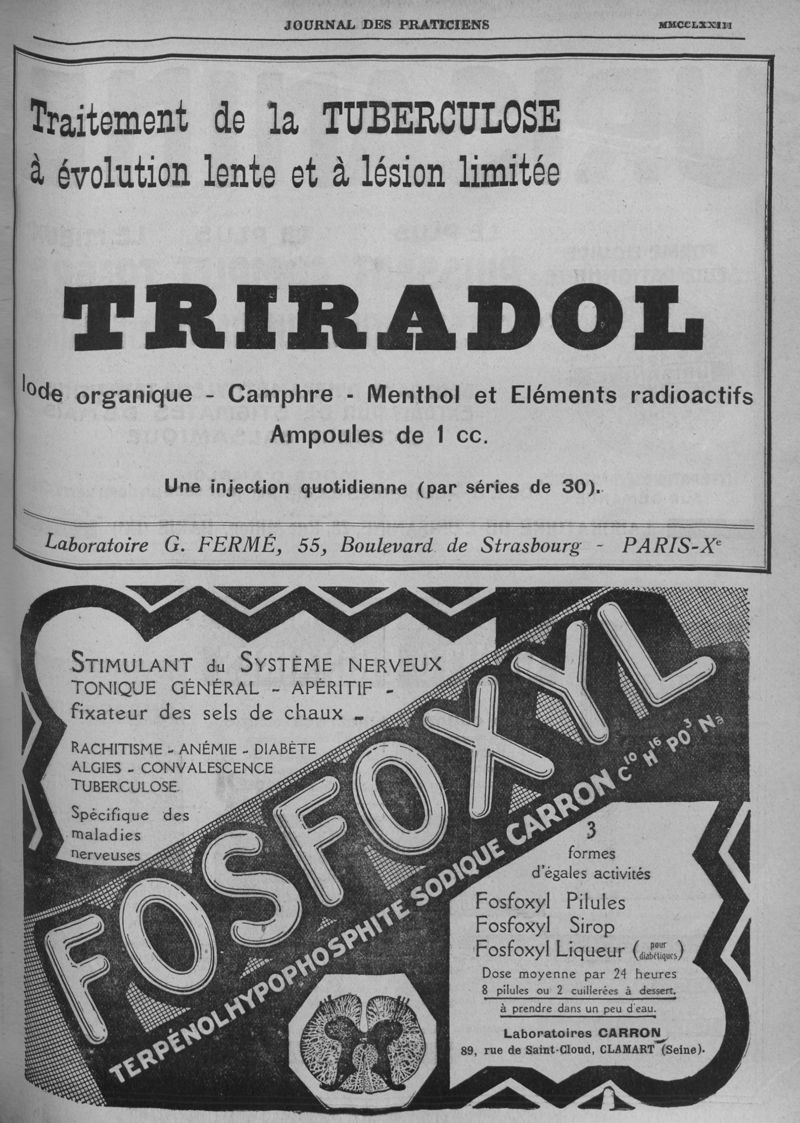 JOURNAL DES PRATICIENS
MMCCLXXIII
Traitement de la TUBERCULOSE
à évolution lente et à lésion limitée
TRIRADOL
Iode organique - Camphre - Menthol et Eléments radioactifs
Ampoules de 1 cc.
Une injection quotidienne (par séries de 30).
Laboratoire G. FERMÉ, 55, Boulevard de Strasbourg - PARIS-Xe
STIMULANT du SYSTÈME NERVEUX
TONIQUE GÉNÉRAL - APÉRITIF -
fixateur des sels de chaux -
RACHITISME - ANÉMIE - DIABÈTE
ALGIES - CONVALESCENCE
TUBERCULOSE
Spécifique des
maladies
nerveuses
FOSFOXYL
TERPÉNOLHYPOPHOSPHITE SODIQUE CARRON C10 H16 PO3 Na
3
formes
d'égales activités
Fosfoxyl Pilules
Fosfoxyl Sirop
Fosfoxyl Liqueur (pour diabétiques)
Dose moyenne par 24 heures
8 pilules ou 2 cuillerées à dessert.
à prendre dans un peu d'eau.
Laboratoires CARRON
89, rue de Saint-Cloud, CLAMART (Seine).